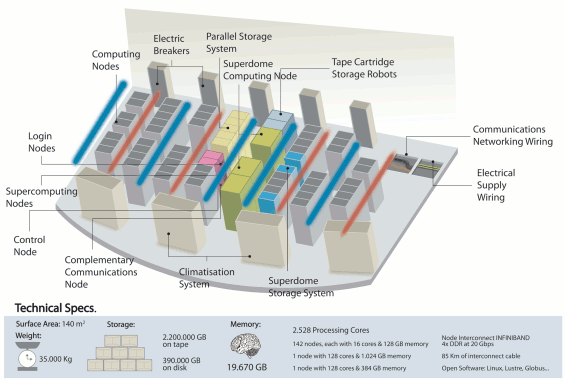 Computing
Nodes
Electric
Breakers
Parallel Storage
System
Superdome
Computing Node
Tape Cartridge
Storage Robots
Login
Nodes
Communications
Networking Wiring
Electrical
Supply
Wiring
Supercomputing
Nodes
Control
Node
Complementary
Communications
Node
Climatisation
System
Superdome
Storage System
Technical Specs.
Surface Area: 140 m²
Weight:
35.000 Kg
Storage:
2.200.000 GB
on tape
390.000 GB
on disk
Memory:
19.670 GB
2.528 Processing Cores
142 nodes, each with 16 cores & 128 GB memory
1 node with 128 cores & 1.024 GB memory
1 node with 128 cores & 384 GB memory
Node Interconnect INFINIBAND
4x DDR at 20 Gbps
85 Km of interconnect cable
Open Software: Linux, Lustre, Globus...